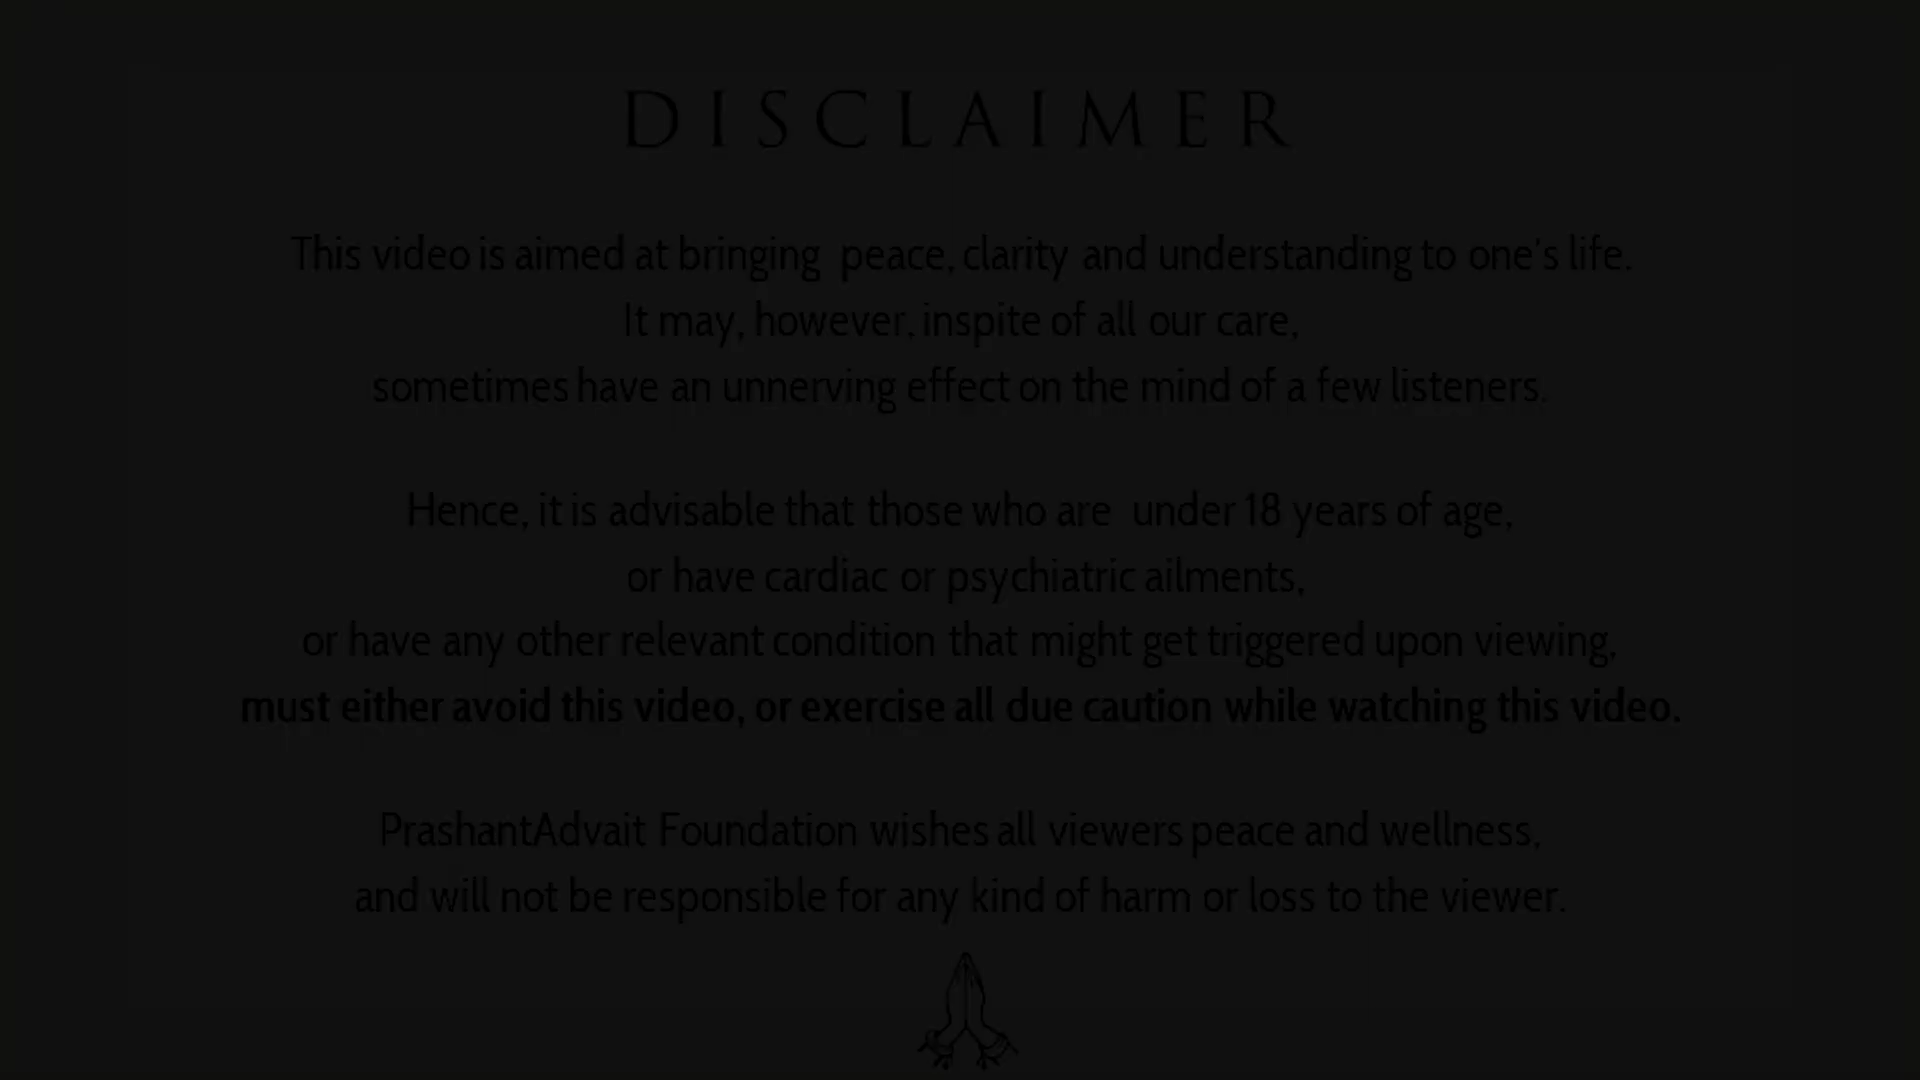 DISCLAIMER
This video is aimed at bringing peace, clarity and understanding to one's life.
It may, however, inspite of all our care,
sometimes have an unnerving effect on the mind of a few listeners.
Hence, it is advisable that those who are under 18 years of age,
or have cardiac or psychiatric ailments,
or have any other relevant condition that might get triggered upon viewing,
must either avoid this video, or exercise all due caution while watching this video.
PrashantAdvait Foundation wishes all viewers peace and wellness,
and will not be responsible for any kind of harm or loss to the viewer.